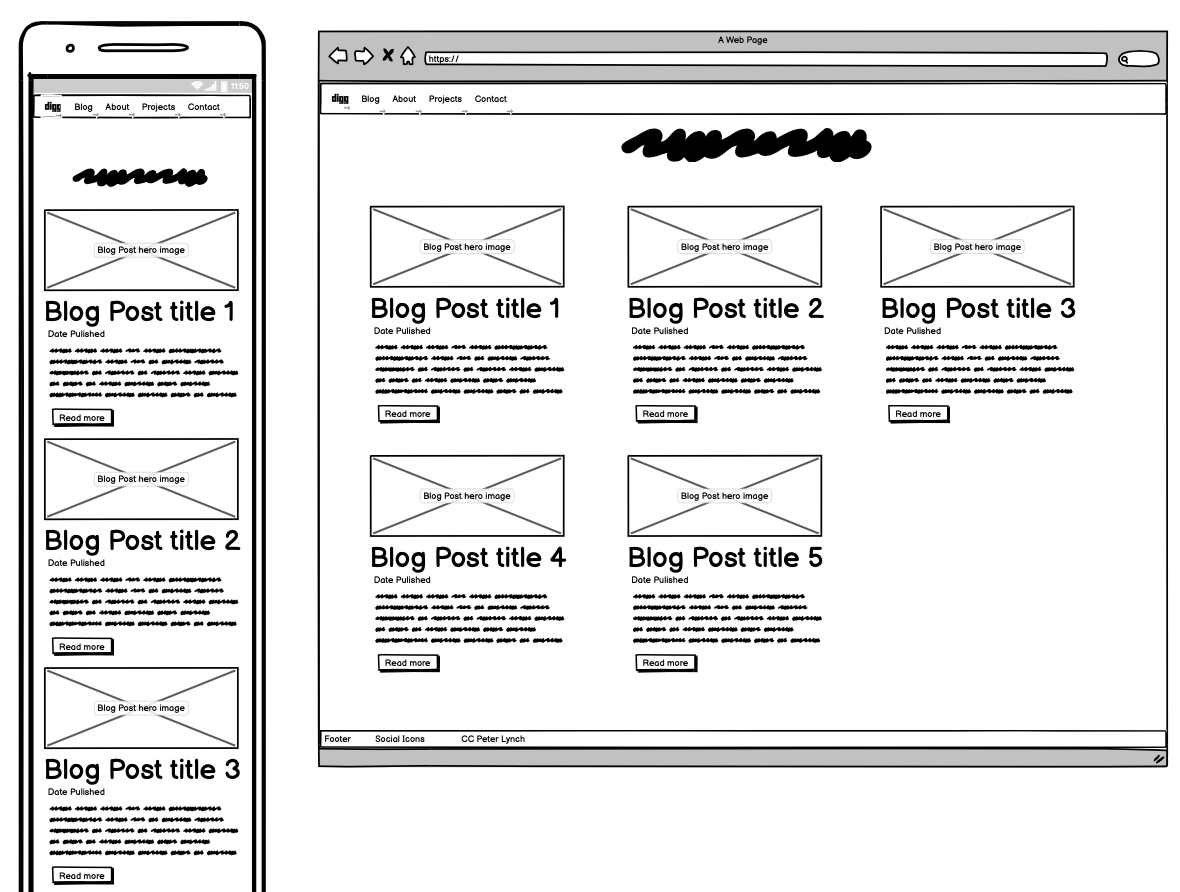 11:50
digg Blog About Projects Contact
Blog Post hero image
Blog Post title 1
Date Pulished
Read more
Blog Post hero image
Blog Post title 2
Date Pulished
Read more
Blog Post hero image
Blog Post title 3
Date Pulished
Read more
A Web Page
https://
digg Blog About Projects Contact
Blog Post hero image Blog Post hero image Blog Post hero image
Blog Post title 1 Blog Post title 2 Blog Post title 3
Date Pulished Date Pulished Date Pulished
Read more Read more Read more
Blog Post hero image Blog Post hero image
Blog Post title 4 Blog Post title 5
Date Pulished Date Pulished
Read more Read more
Footer Social Icons CC Peter Lynch